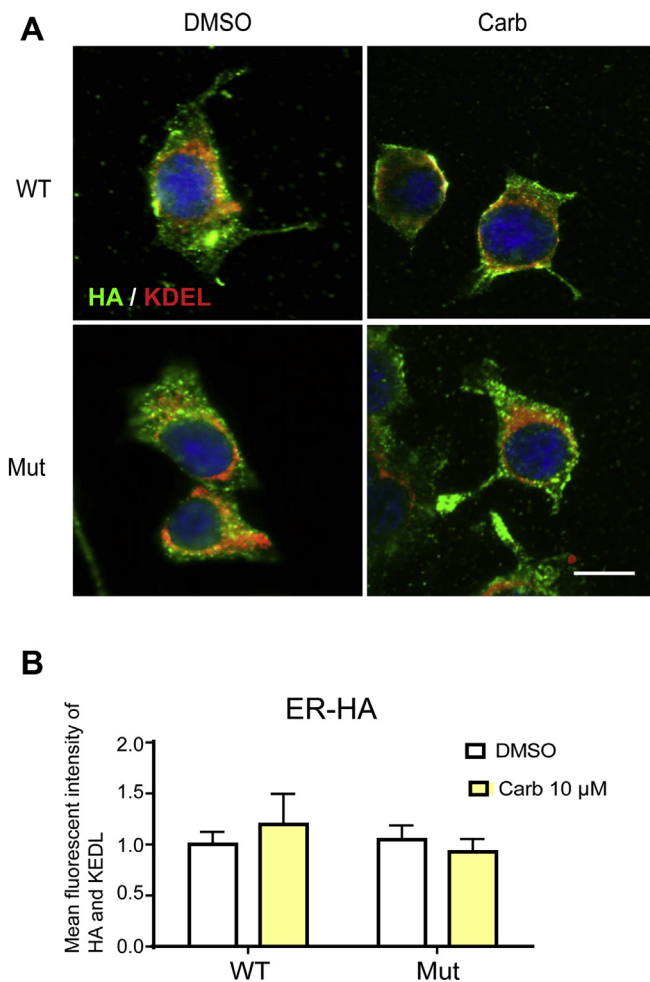 A
DMSO
Carb
WT
HA / KDEL
Mut
B
ER-HA
Mean fluorescent intensity of
HA and KEDL
2.0
1.5
1.0
0.5
0.0
DMSO
Carb 10 µM
WT
Mut